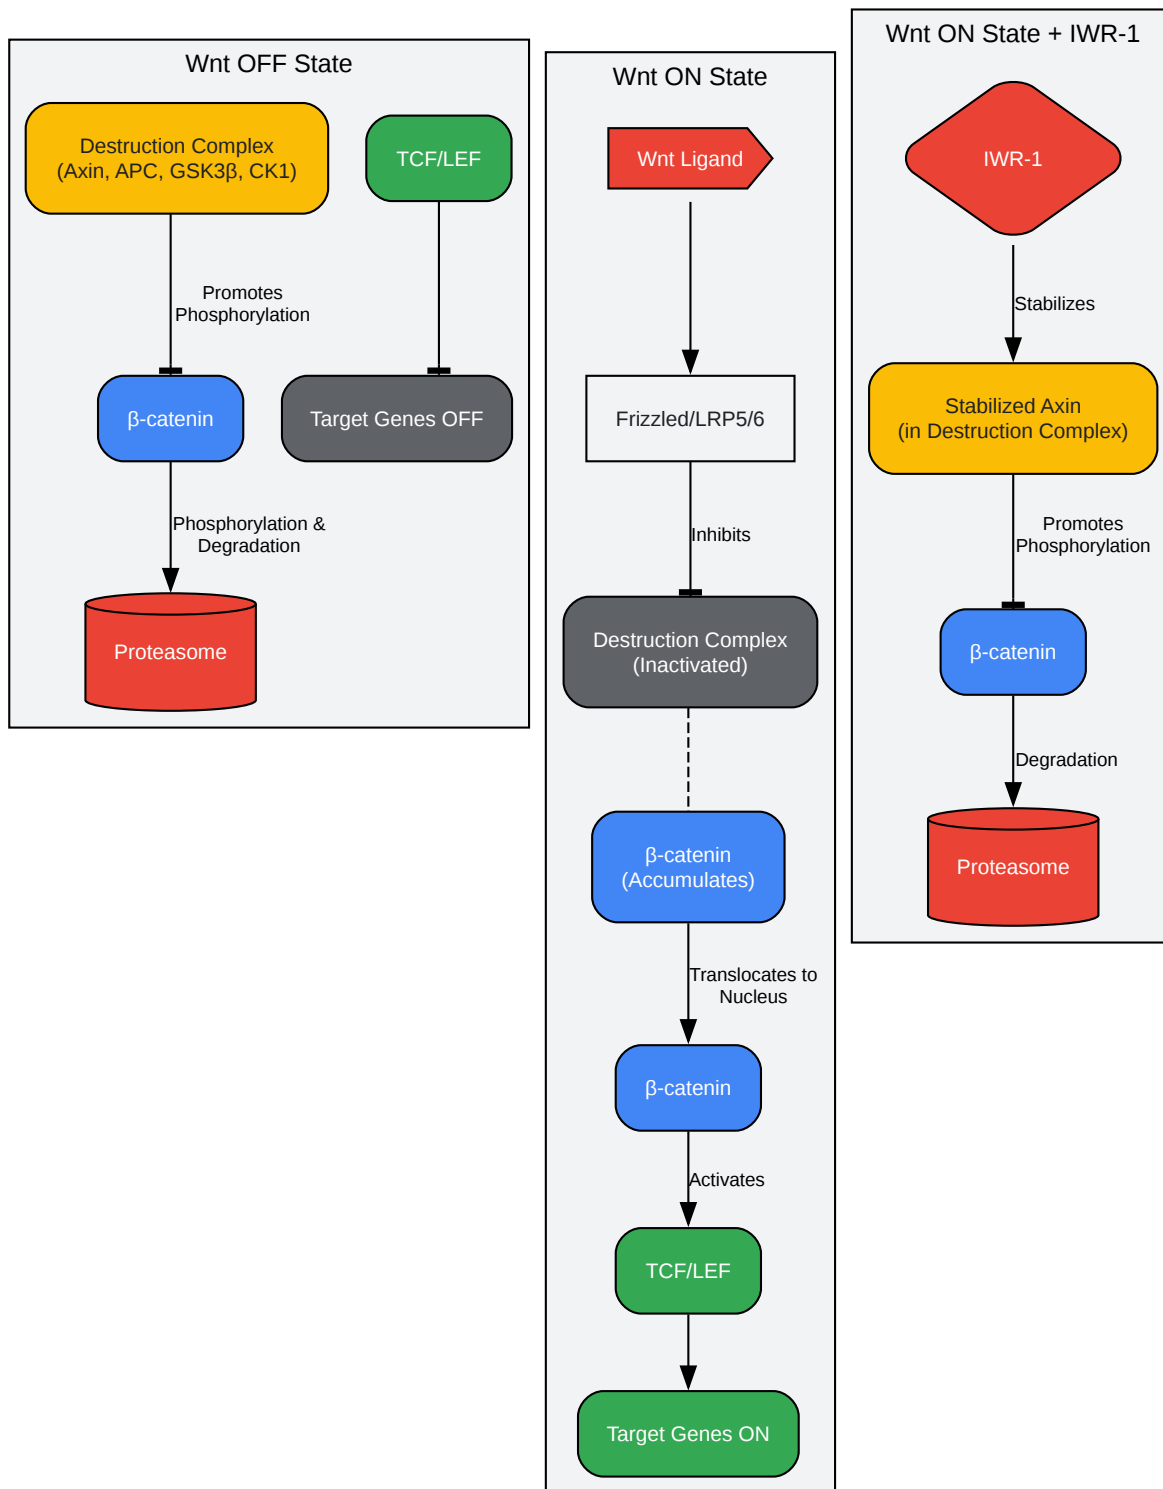 Wnt OFF State
Destruction Complex
(Axin, APC, GSK3β, CK1)
TCF/LEF
Promotes
Phosphorylation
β-catenin
Target Genes OFF
Phosphorylation &
Degradation
Proteasome
Wnt ON State
Wnt Ligand
Frizzled/LRP5/6
Inhibits
Destruction Complex
(Inactivated)
β-catenin
(Accumulates)
Translocates to
Nucleus
β-catenin
Activates
TCF/LEF
Target Genes ON
Wnt ON State + IWR-1
IWR-1
Stabilizes
Stabilized Axin
(in Destruction Complex)
Promotes
Phosphorylation
β-catenin
Degradation
Proteasome